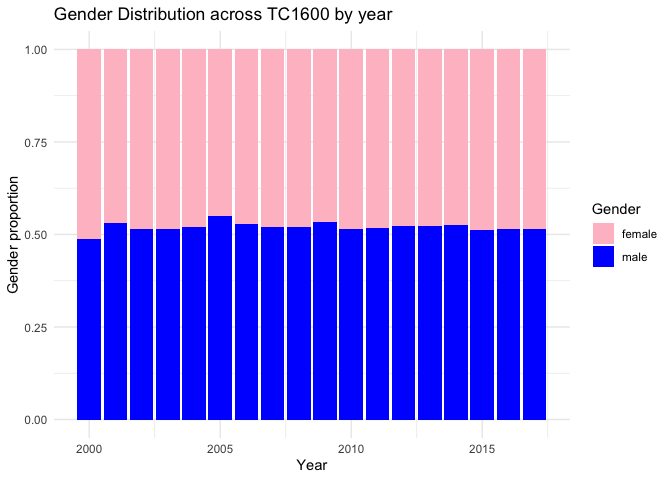 Gender Distribution across TC1600 by year
Gender proportion
1.00
0.75
0.50
0.25
0.00
2000
2005
2010
2015
Year
Gender
female
male